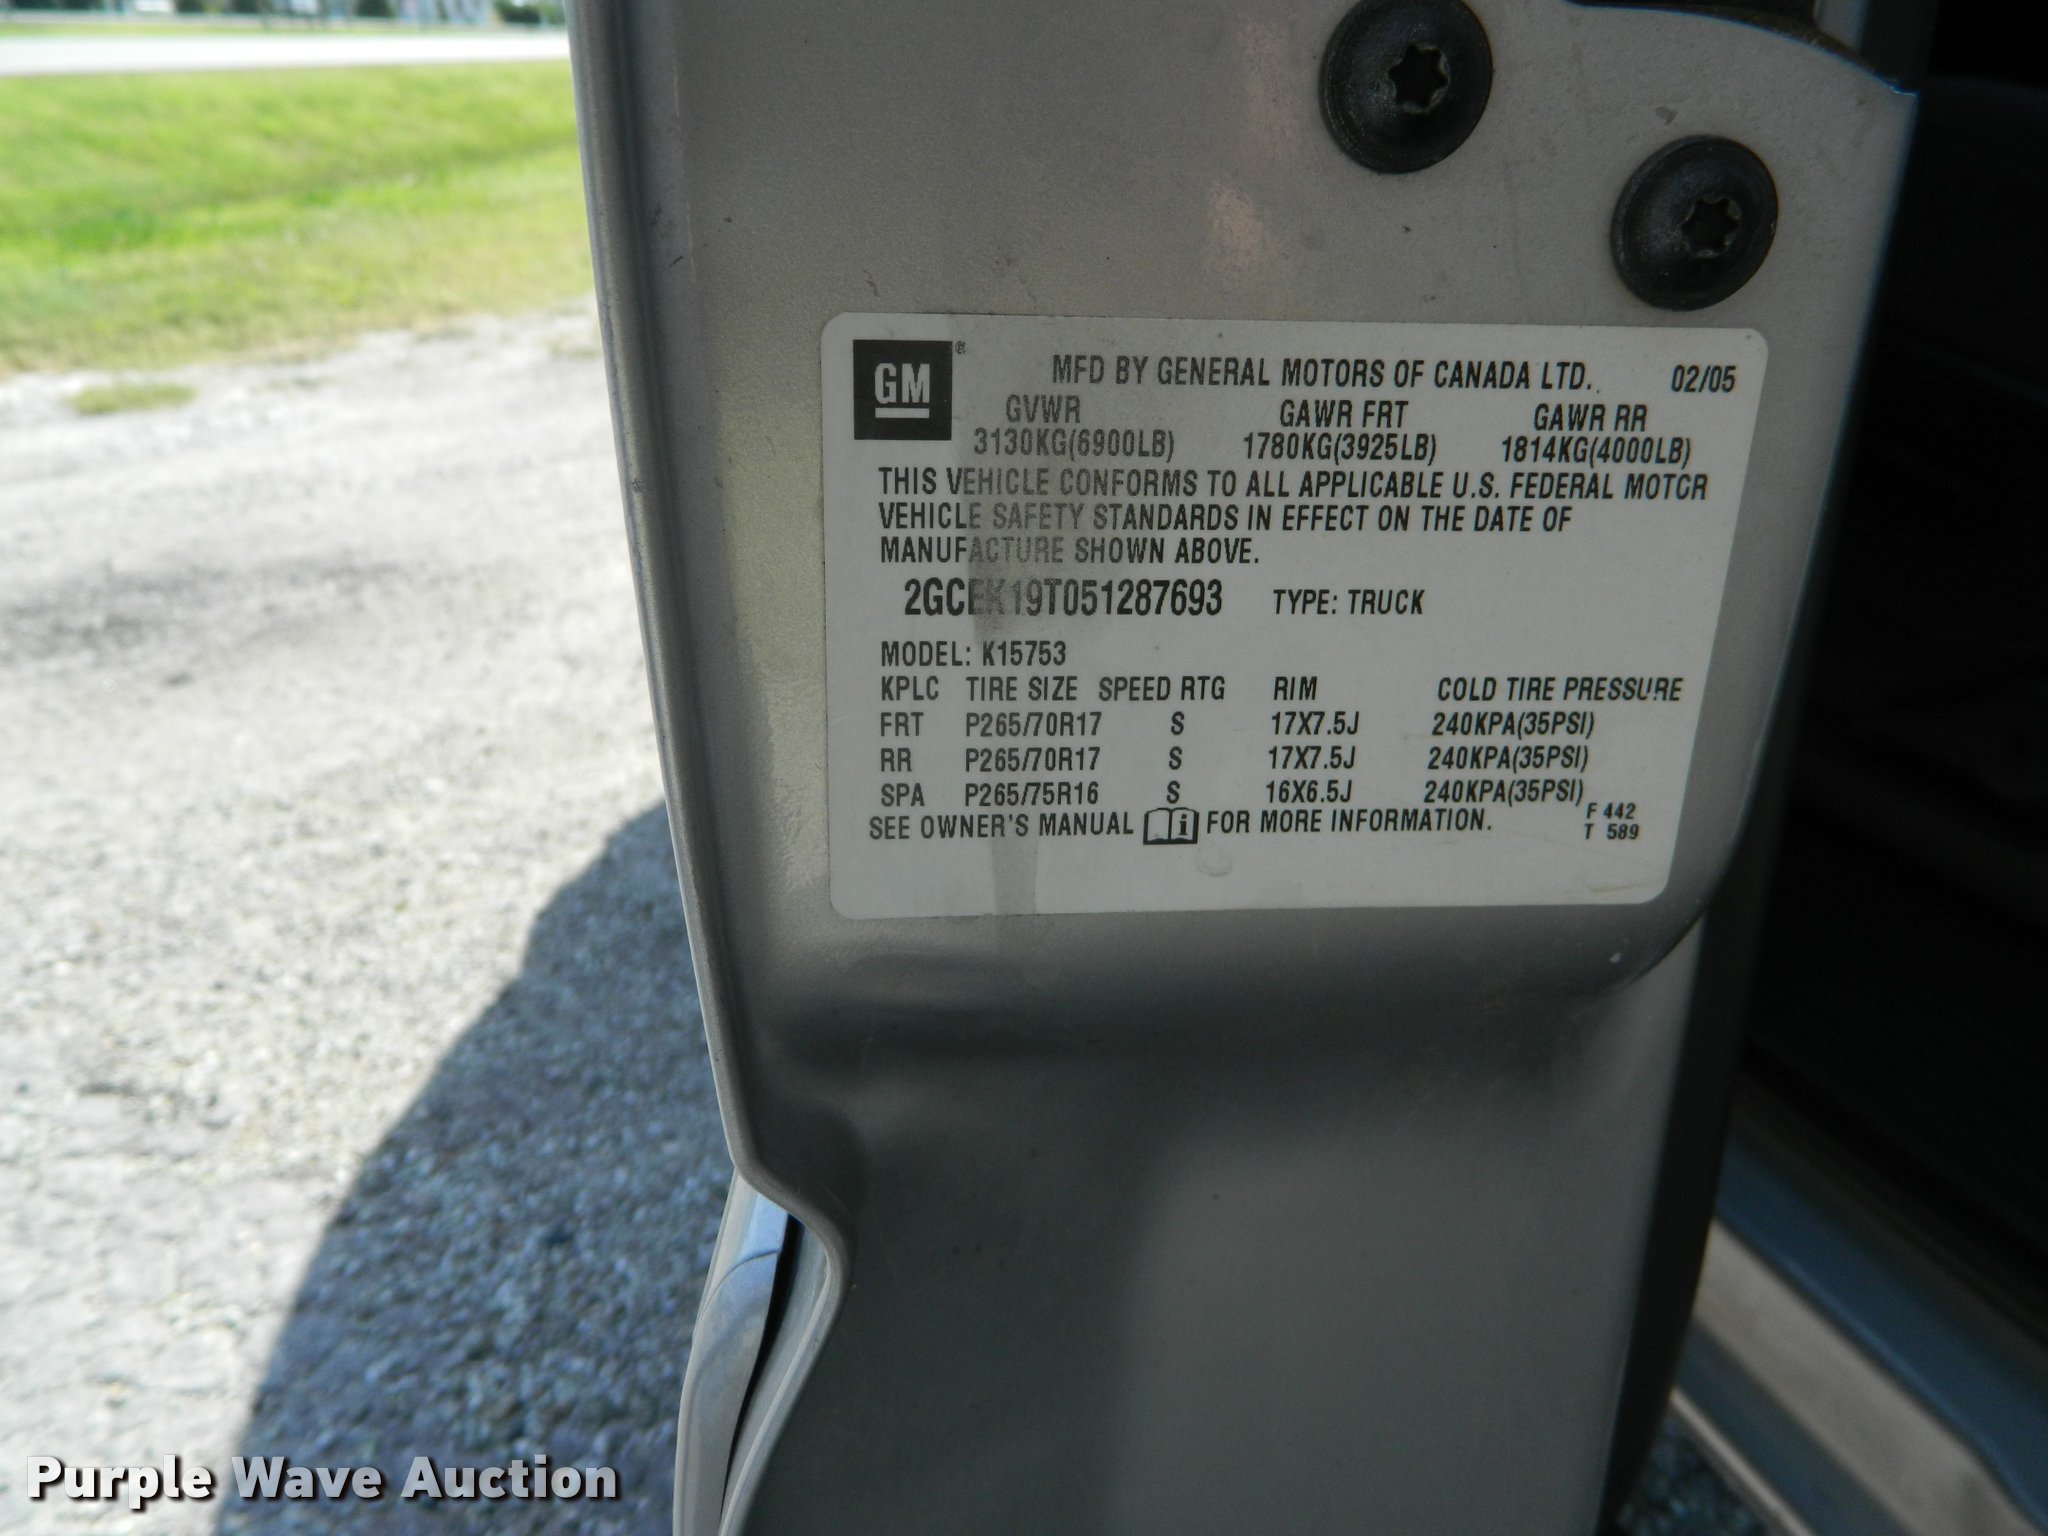 GM®
MFD BY GENERAL MOTORS OF CANADA LTD. 02/05
GVWR GAWR FRT GAWR RR
3130KG(6900LB) 1780KG(3925LB) 1814KG(4000LB)
THIS VEHICLE CONFORMS TO ALL APPLICABLE U.S. FEDERAL MOTOR
VEHICLE SAFETY STANDARDS IN EFFECT ON THE DATE OF
MANUFACTURE SHOWN ABOVE.
2GCEK19T051287693 TYPE: TRUCK
MODEL: K15753
KPLC TIRE SIZE SPEED RTG RIM COLD TIRE PRESSURE
FRT P265/70R17 S 17X7.5J 240KPA(35PSI)
RR P265/70R17 S 17X7.5J 240KPA(35PSI)
SPA P265/75R16 S 16X6.5J 240KPA(35PSI)
SEE OWNER'S MANUAL i FOR MORE INFORMATION.
F 442
T 589
Purple Wave Auction